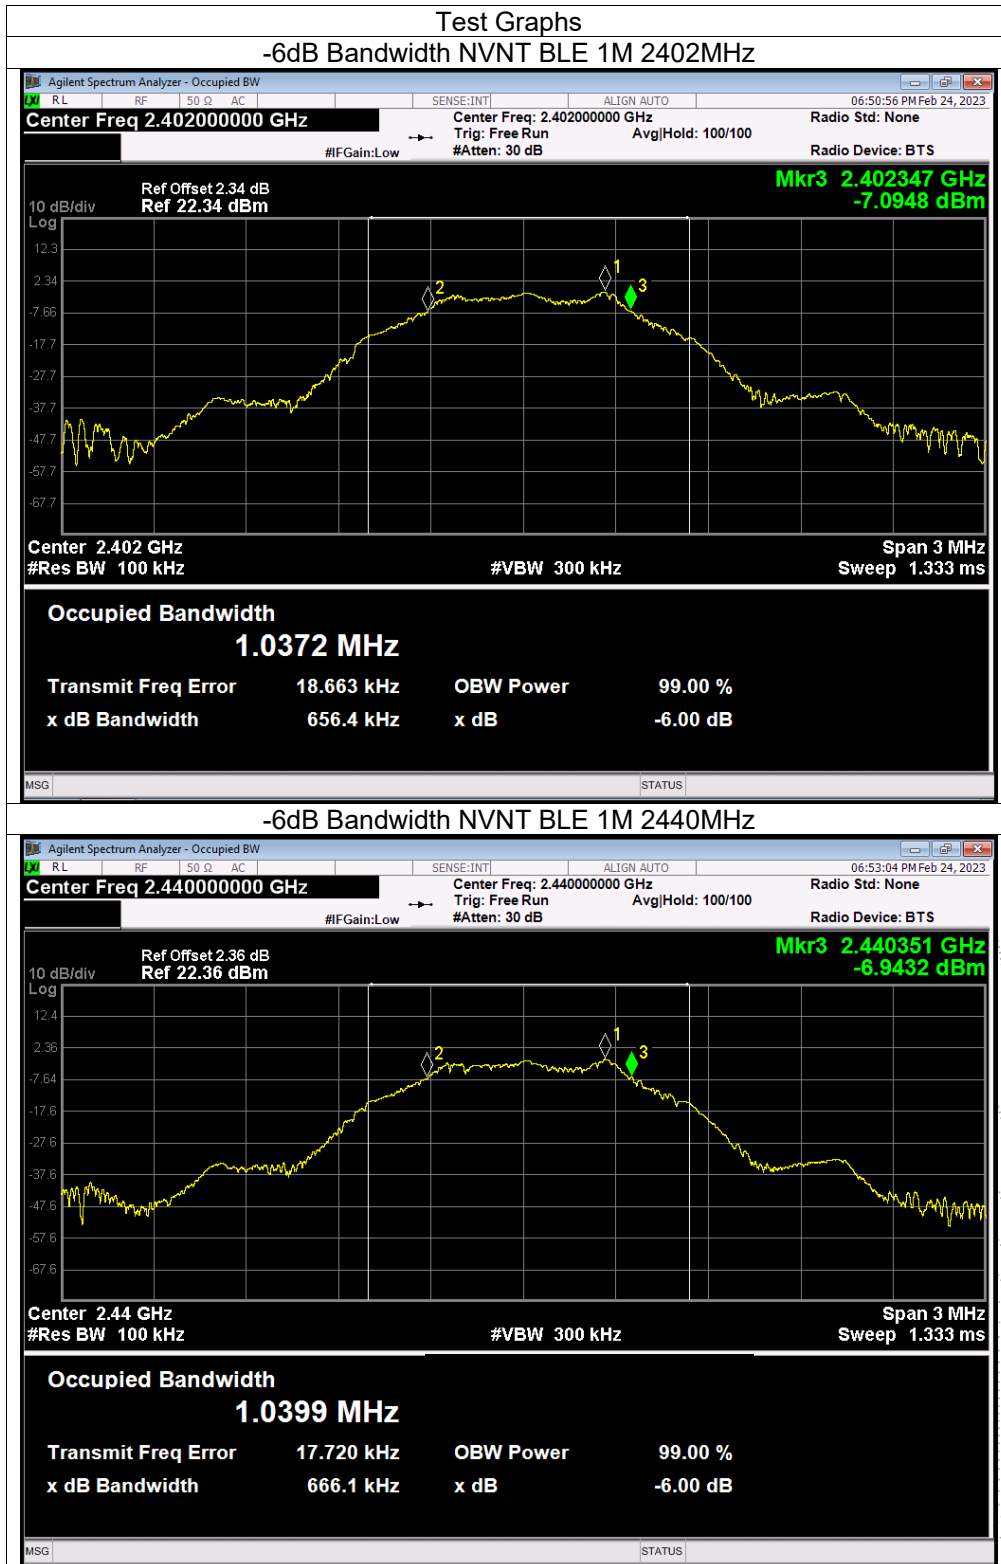 Test Graphs
-6dB Bandwidth NVNT BLE 1M 2402MHz
Agilent Spectrum Analyzer - Occupied BW
LXI RL RF 50 Ω AC SENSE:INT ALIGN AUTO 06:50:56 PM Feb 24, 2023
Center Freq 2.402000000 GHz Center Freq: 2.402000000 GHz Radio Std: None
Trig: Free Run Avg|Hold: 100/100
#IFGain:Low #Atten: 30 dB Radio Device: BTS
Mkr3 2.402347 GHz
-7.0948 dBm
Ref Offset 2.34 dB
10 dB/div Ref 22.34 dBm
Log
12.3
1
2.34
2 3
-7.66
-17.7
-27.7
-37.7
-47.7
-57.7
-67.7
Center 2.402 GHz Span 3 MHz
#Res BW 100 kHz #VBW 300 kHz Sweep 1.333 ms
Occupied Bandwidth
1.0372 MHz
Transmit Freq Error 18.663 kHz OBW Power 99.00 %
x dB Bandwidth 656.4 kHz x dB -6.00 dB
MSG STATUS
-6dB Bandwidth NVNT BLE 1M 2440MHz
Agilent Spectrum Analyzer - Occupied BW
LXI RL RF 50 Ω AC SENSE:INT ALIGN AUTO 06:53:04 PM Feb 24, 2023
Center Freq 2.440000000 GHz Center Freq: 2.440000000 GHz Radio Std: None
Trig: Free Run Avg|Hold: 100/100
#IFGain:Low #Atten: 30 dB Radio Device: BTS
Mkr3 2.440351 GHz
-6.9432 dBm
Ref Offset 2.36 dB
10 dB/div Ref 22.36 dBm
Log
12.4
1
2.36
2 3
-7.64
-17.6
-27.6
-37.6
-47.6
-57.6
-67.6
Center 2.44 GHz Span 3 MHz
#Res BW 100 kHz #VBW 300 kHz Sweep 1.333 ms
Occupied Bandwidth
1.0399 MHz
Transmit Freq Error 17.720 kHz OBW Power 99.00 %
x dB Bandwidth 666.1 kHz x dB -6.00 dB
MSG STATUS